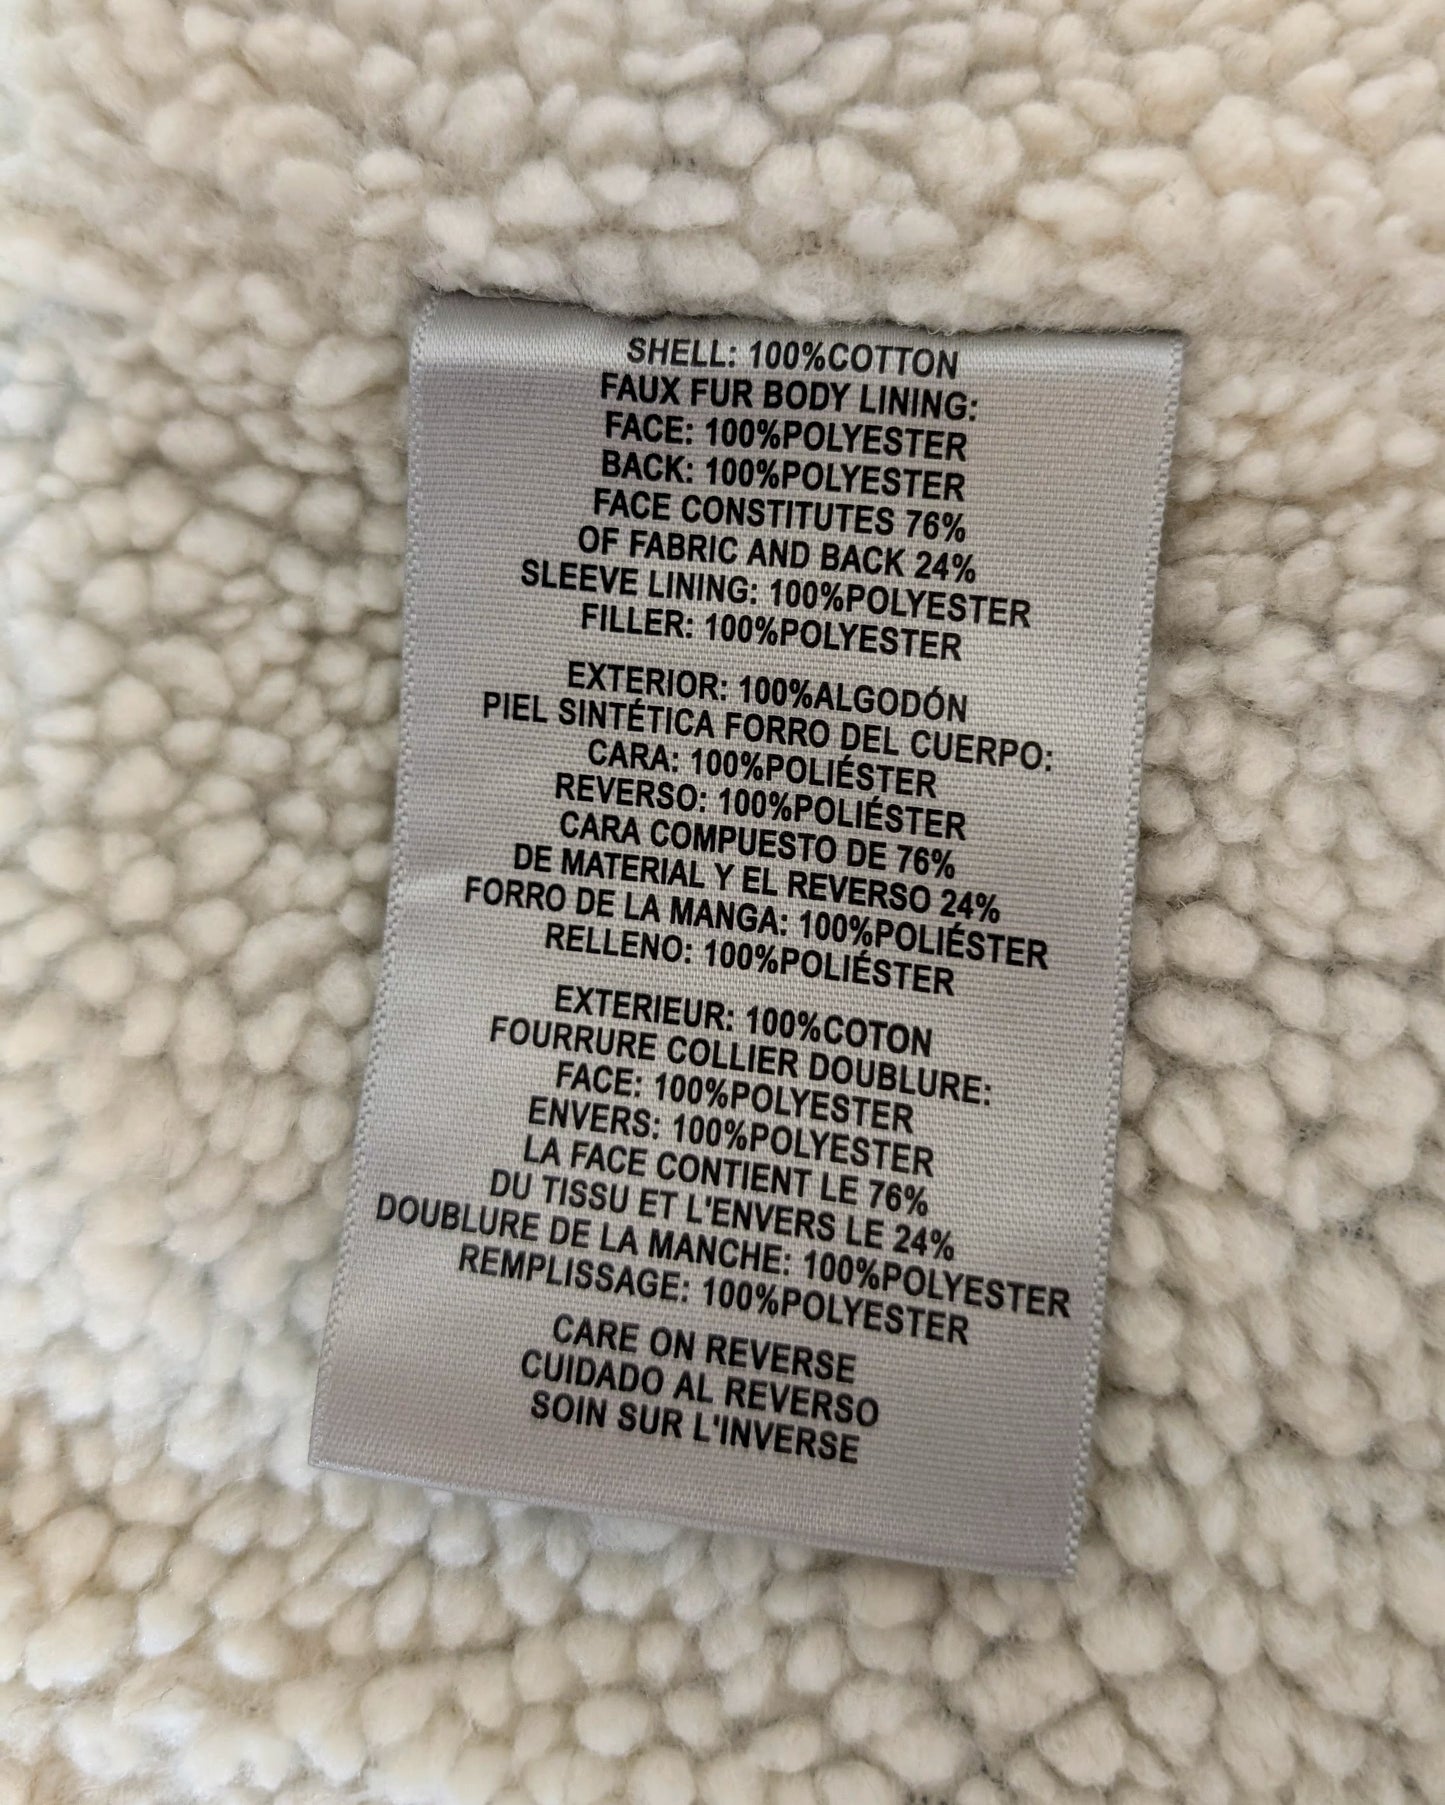 SHELL: 100%COTTON
FAUX FUR BODY LINING:
FACE: 100%POLYESTER
BACK: 100%POLYESTER
FACE CONSTITUTES 76%
OF FABRIC AND BACK 24%
SLEEVE LINING: 100%POLYESTER
FILLER: 100%POLYESTER
EXTERIOR: 100%ALGODÓN
PIEL SINTÉTICA FORRO DEL CUERPO:
CARA: 100%POLIÉSTER
REVERSO: 100%POLIÉSTER
CARA COMPUESTO DE 76%
DE MATERIAL Y EL REVERSO 24%
FORRO DE LA MANGA: 100%POLIÉSTER
RELLENO: 100%POLIÉSTER
EXTERIEUR: 100%COTON
FOURRURE COLLIER DOUBLURE:
FACE: 100%POLYESTER
ENVERS: 100%POLYESTER
LA FACE CONTIENT LE 76%
DU TISSU ET L'ENVERS LE 24%
DOUBLURE DE LA MANCHE: 100%POLYESTER
REMPLISSAGE: 100%POLYESTER
CARE ON REVERSE
CUIDADO AL REVERSO
SOIN SUR L'INVERSE